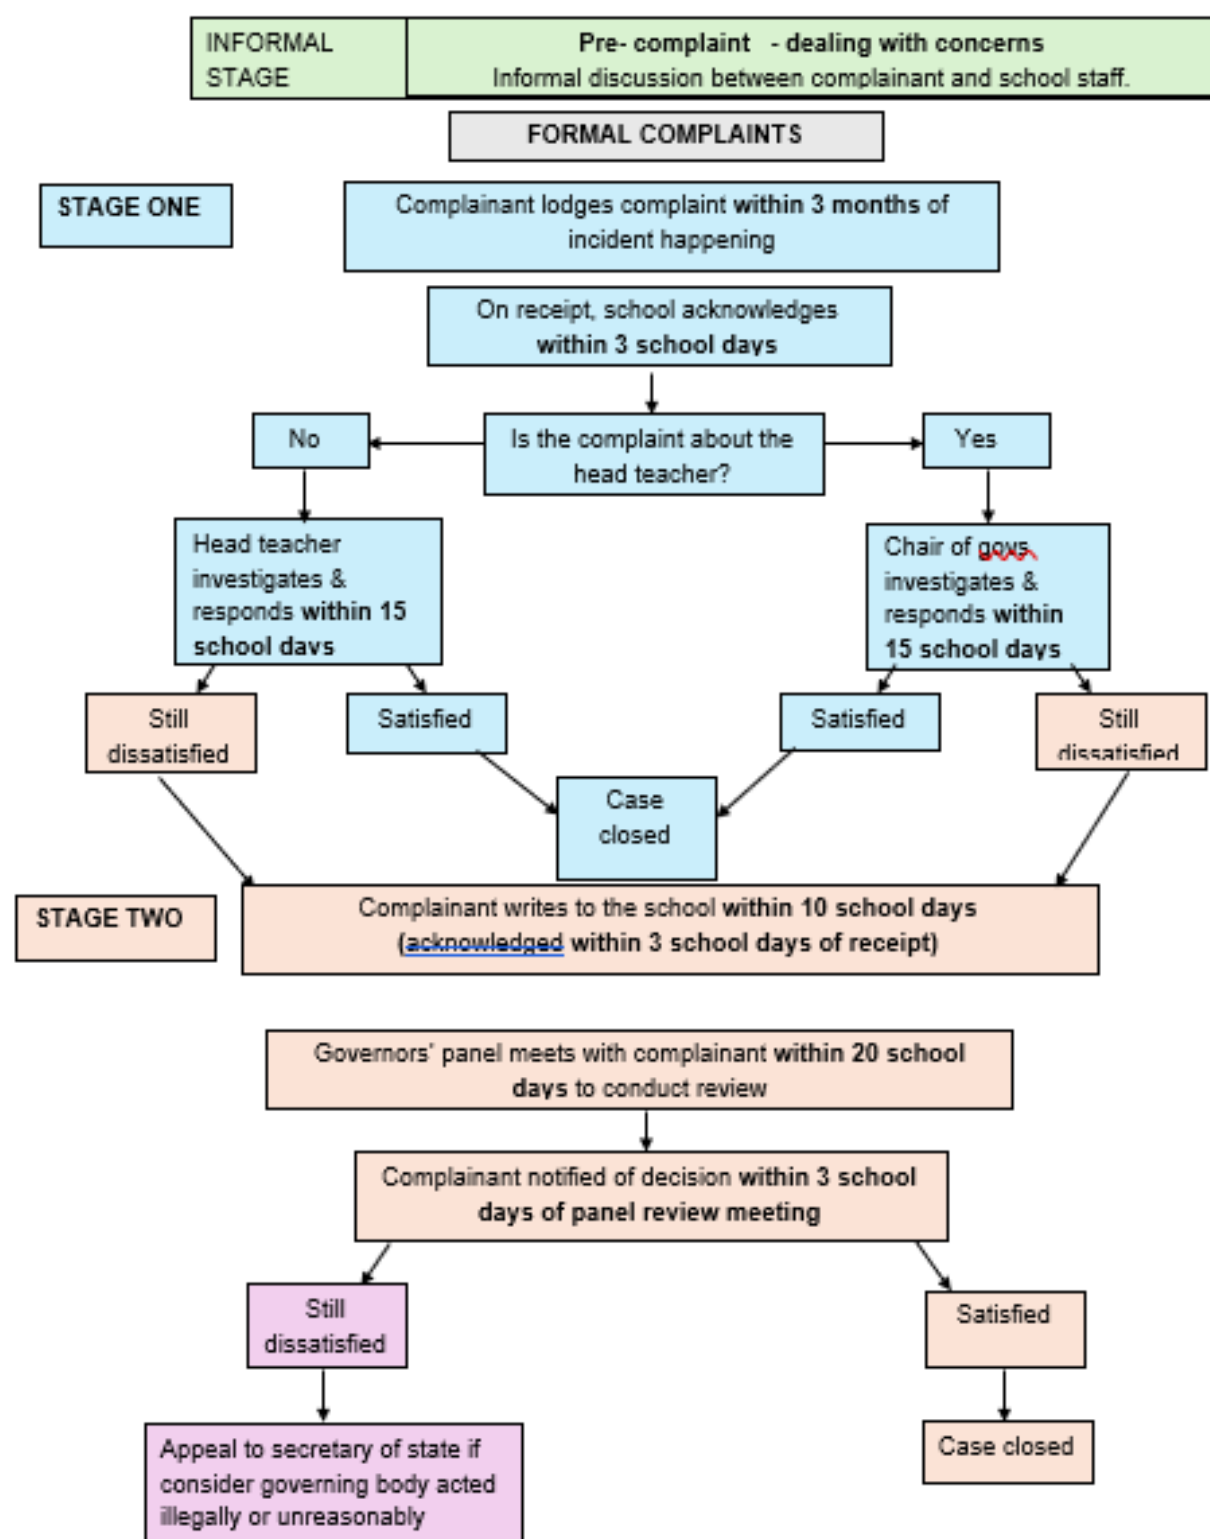 INFORMAL
STAGE
Pre- complaint - dealing with concerns
Informal discussion between complainant and school staff.
FORMAL COMPLAINTS
STAGE ONE
Complainant lodges complaint within 3 months of
incident happening
On receipt, school acknowledges
within 3 school days
No
Is the complaint about the
head teacher?
Yes
Head teacher
investigates &
responds within 15
school days
Chair of govs
investigates &
responds within
15 school days
Still
dissatisfied
Satisfied
Satisfied
Still
dissatisfied
Case
closed
STAGE TWO
Complainant writes to the school within 10 school days
(acknowledged within 3 school days of receipt)
Governors' panel meets with complainant within 20 school
days to conduct review
Complainant notified of decision within 3 school
days of panel review meeting
Still
dissatisfied
Satisfied
Appeal to secretary of state if
consider governing body acted
illegally or unreasonably
Case closed